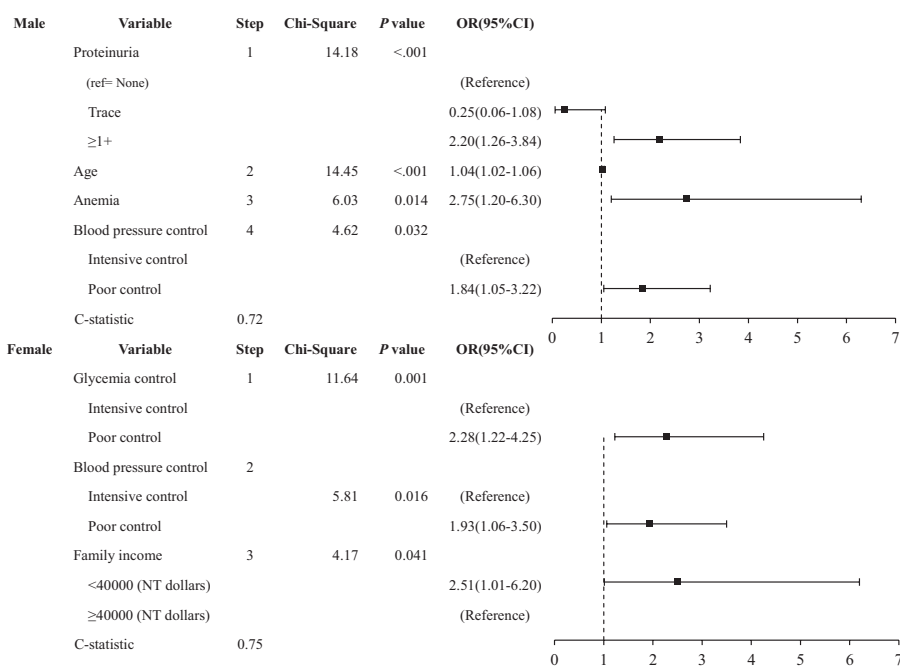 Male Variable Step Chi-Square P value OR(95%CI)
Proteinuria 1 14.18 <.001
(ref= None) (Reference)
Trace 0.25(0.06-1.08)
≥1+ 2.20(1.26-3.84)
Age 2 14.45 <.001 1.04(1.02-1.06)
Anemia 3 6.03 0.014 2.75(1.20-6.30)
Blood pressure control 4 4.62 0.032
Intensive control (Reference)
Poor control 1.84(1.05-3.22)
C-statistic 0.72
0 1 2 3 4 5 6 7
Female Variable Step Chi-Square P value OR(95%CI)
Glycemia control 1 11.64 0.001
Intensive control (Reference)
Poor control 2.28(1.22-4.25)
Blood pressure control 2
Intensive control 5.81 0.016 (Reference)
Poor control 1.93(1.06-3.50)
Family income 3 4.17 0.041
<40000 (NT dollars) 2.51(1.01-6.20)
≥40000 (NT dollars) (Reference)
C-statistic 0.75
0 1 2 3 4 5 6 7